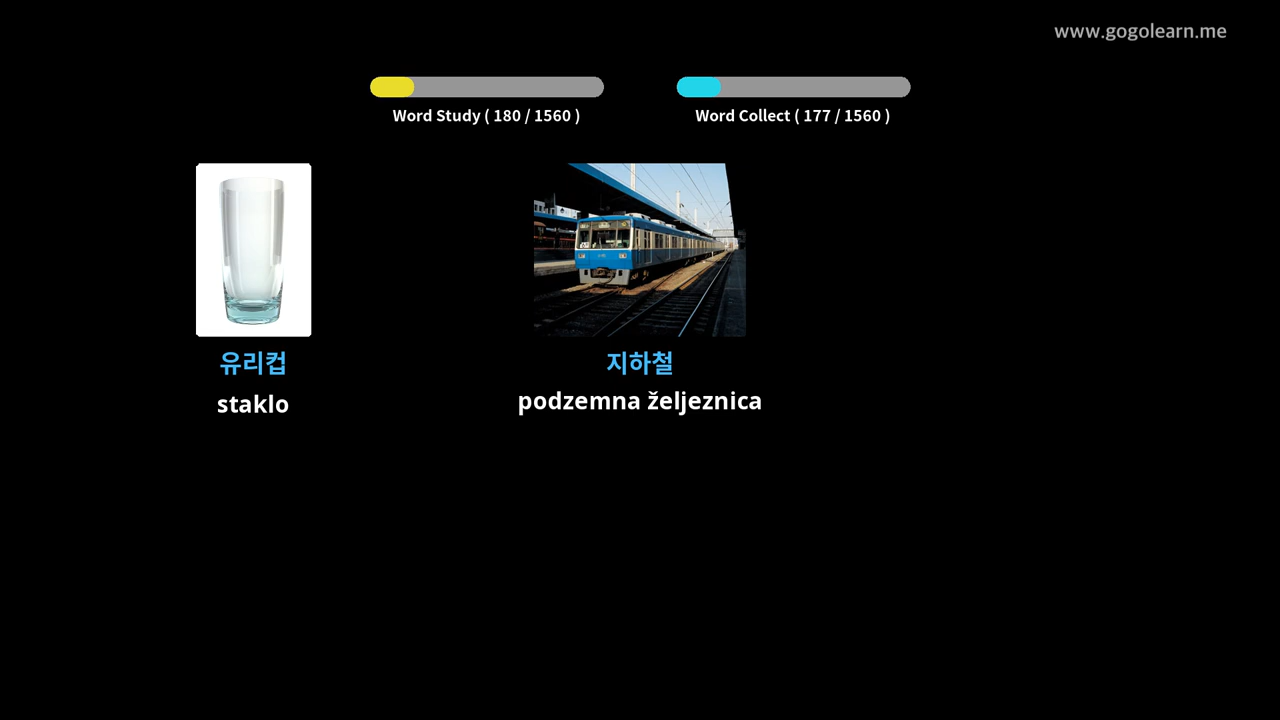 www.gogolearn.me
Word Study ( 180 / 1560 )
Word Collect ( 177 / 1560 )
유리컵
staklo
지하철
podzemna željeznica